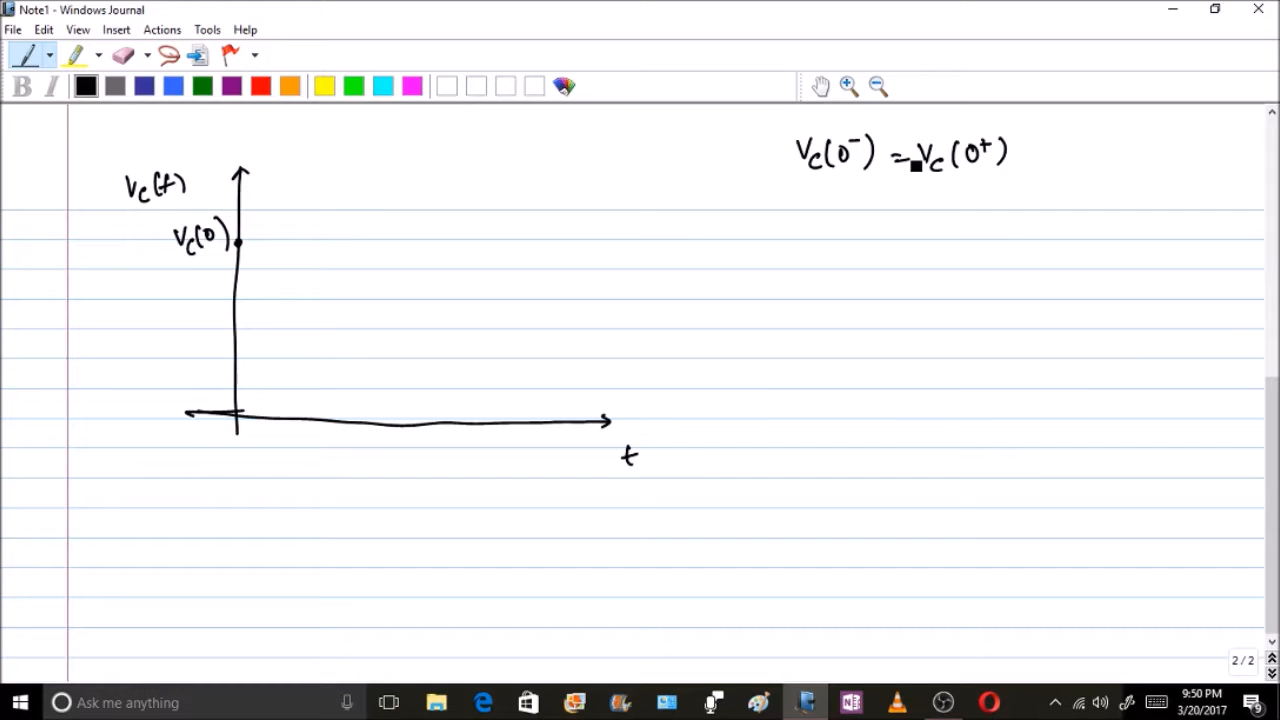 Note1 - Windows Journal
File Edit View Insert Actions Tools Help
B I
Vc(0⁻) = Vc(0⁺)
Vc(t)
Vc(0)
t
2 / 2
Ask me anything
9:50 PM
3/20/2017
9